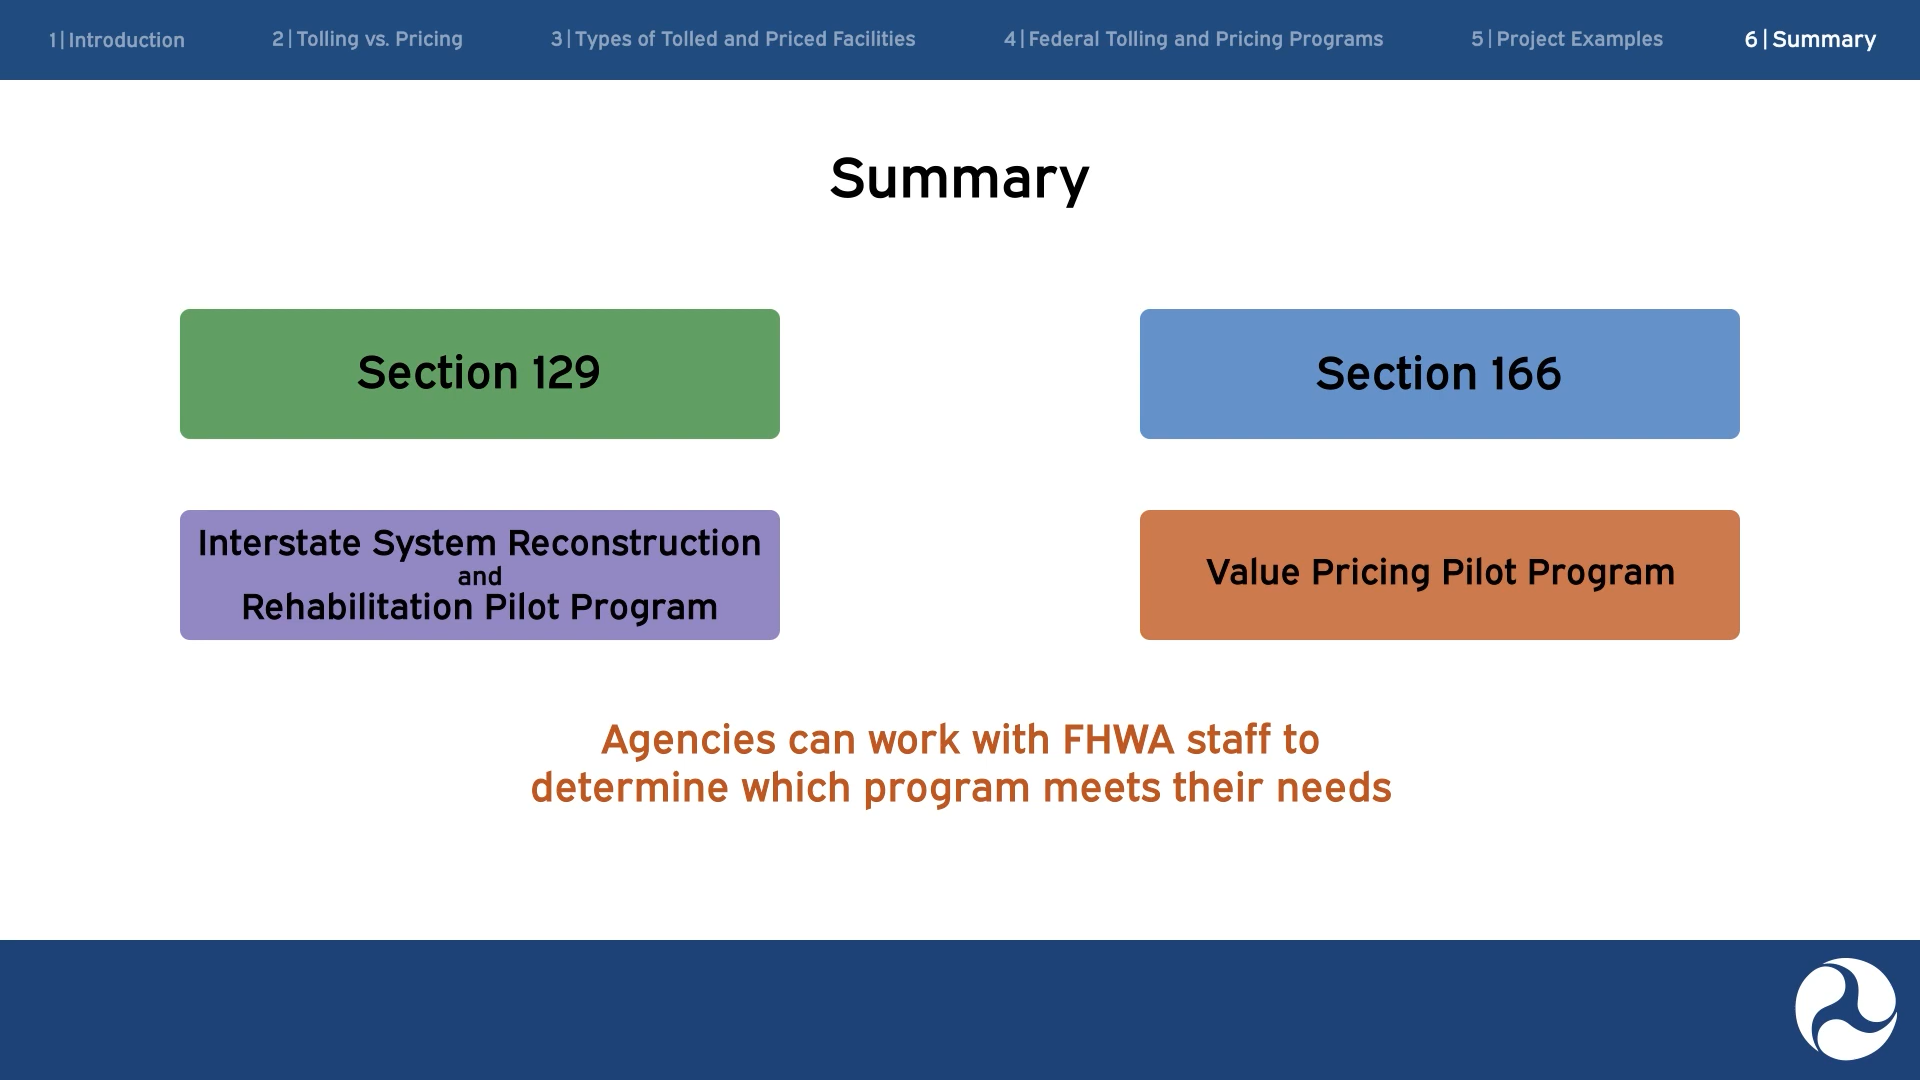 1|Introduction
2|Tolling vs. Pricing
3|Types of Tolled and Priced Facilities
4|Federal Tolling and Pricing Programs
5|Project Examples
6|Summary
Summary
Section 129
Section 166
Interstate System Reconstruction
and
Rehabilitation Pilot Program
Value Pricing Pilot Program
Agencies can work with FHWA staff to
determine which program meets their needs